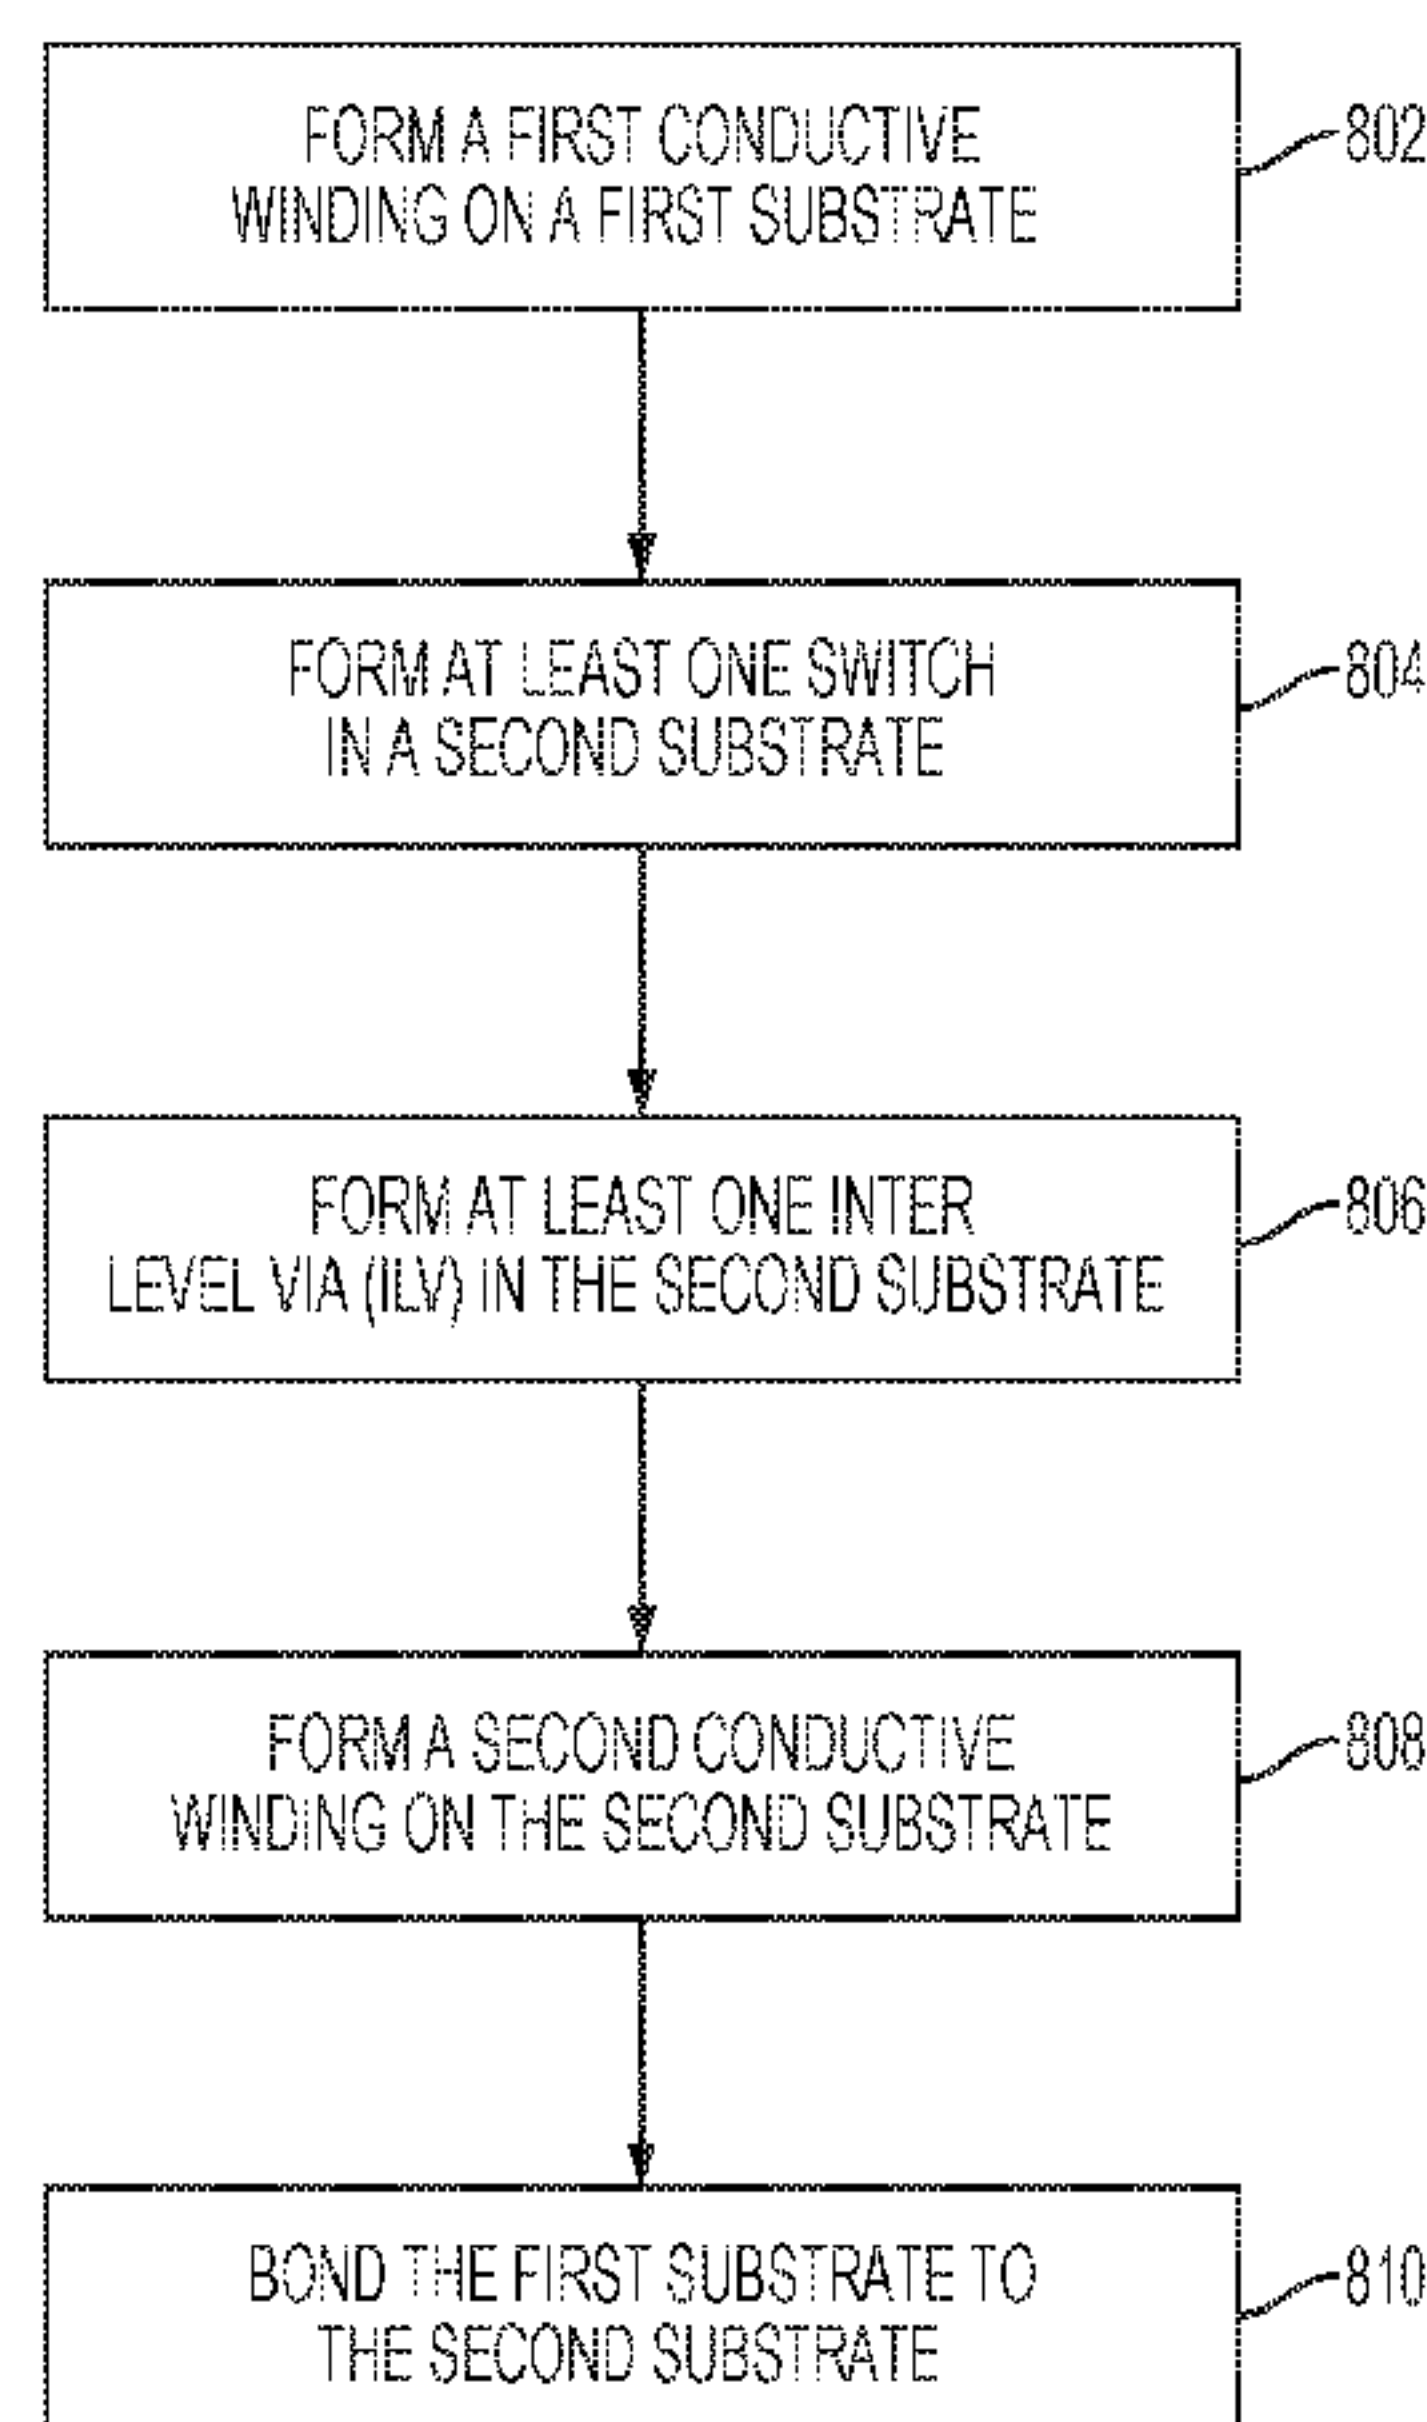 FORM A FIRST CONDUCTIVE
WINDING ON A FIRST SUBSTRATE
802
FORM AT LEAST ONE SWITCH
IN A SECOND SUBSTRATE
804
FORM AT LEAST ONE INTER
LEVEL VIA (ILV) IN THE SECOND SUBSTRATE
806
FORM A SECOND CONDUCTIVE
WINDING ON THE SECOND SUBSTRATE
808
BOND THE FIRST SUBSTRATE TO
THE SECOND SUBSTRATE
810